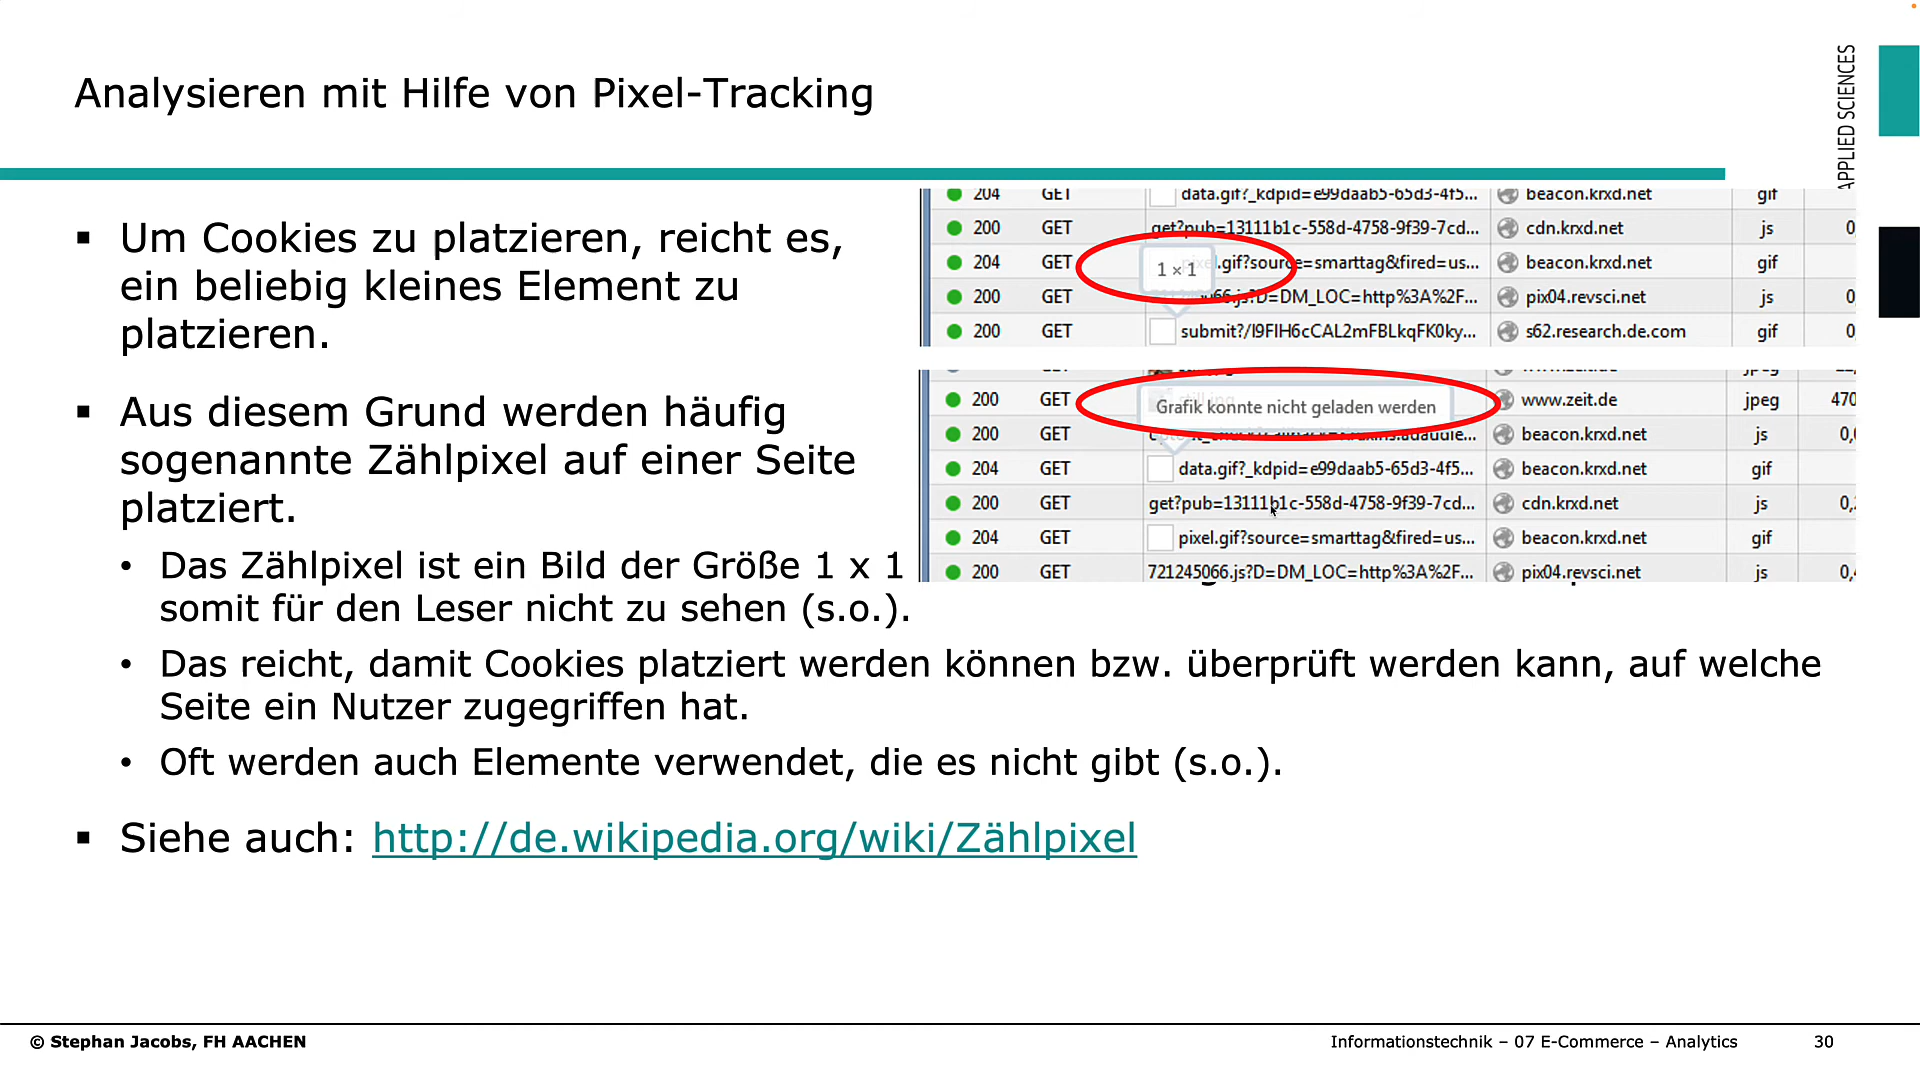 Analysieren mit Hilfe von Pixel-Tracking
APPLIED SCIENCES
Um Cookies zu platzieren, reicht es,
ein beliebig kleines Element zu
platzieren.
Aus diesem Grund werden häufig
sogenannte Zählpixel auf einer Seite
platziert.
Das Zählpixel ist ein Bild der Größe 1 x 1
somit für den Leser nicht zu sehen (s.o.).
Das reicht, damit Cookies platziert werden können bzw. überprüft werden kann, auf welche
Seite ein Nutzer zugegriffen hat.
Oft werden auch Elemente verwendet, die es nicht gibt (s.o.).
Siehe auch: http://de.wikipedia.org/wiki/Zählpixel
204 GET data.gif?_kdpid=e99daab5-65d3-4f5... beacon.krxd.net gif
200 GET get?pub=13111b1c-558d-4758-9f39-7cd... cdn.krxd.net js 0,
204 GET pixel.gif?source=smarttag&fired=us... beacon.krxd.net gif
1 × 1
200 GET js?D=DM_LOC=http%3A%2F... pix04.revsci.net js 0,
200 GET submit?/I9FIH6cCAL2mFBLkqFK0ky... s62.research.de.com gif 0,
200 GET www.zeit.de jpeg 470
Grafik konnte nicht geladen werden
200 GET beacon.krxd.net js 0,
204 GET data.gif?_kdpid=e99daab5-65d3-4f5... beacon.krxd.net gif
200 GET get?pub=13111b1c-558d-4758-9f39-7cd... cdn.krxd.net js 0,
204 GET pixel.gif?source=smarttag&fired=us... beacon.krxd.net gif
200 GET 721245066.js?D=DM_LOC=http%3A%2F... pix04.revsci.net js 0,
© Stephan Jacobs, FH AACHEN
Informationstechnik – 07 E-Commerce – Analytics 30